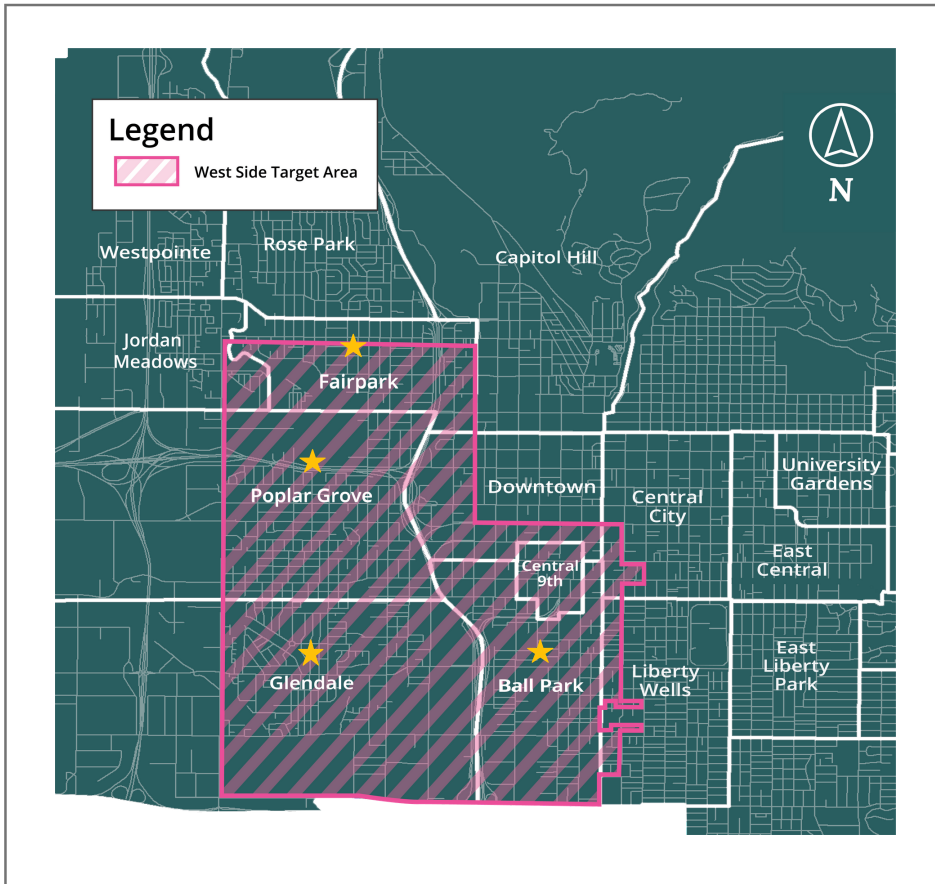 Legend
West Side Target Area
N
Westpointe
Rose Park
Capitol Hill
Jordan
Meadows
Fairpark
Poplar Grove
Downtown
Central
City
University
Gardens
East
Central
Central
9th
Glendale
Ball Park
Liberty
Wells
East
Liberty
Park